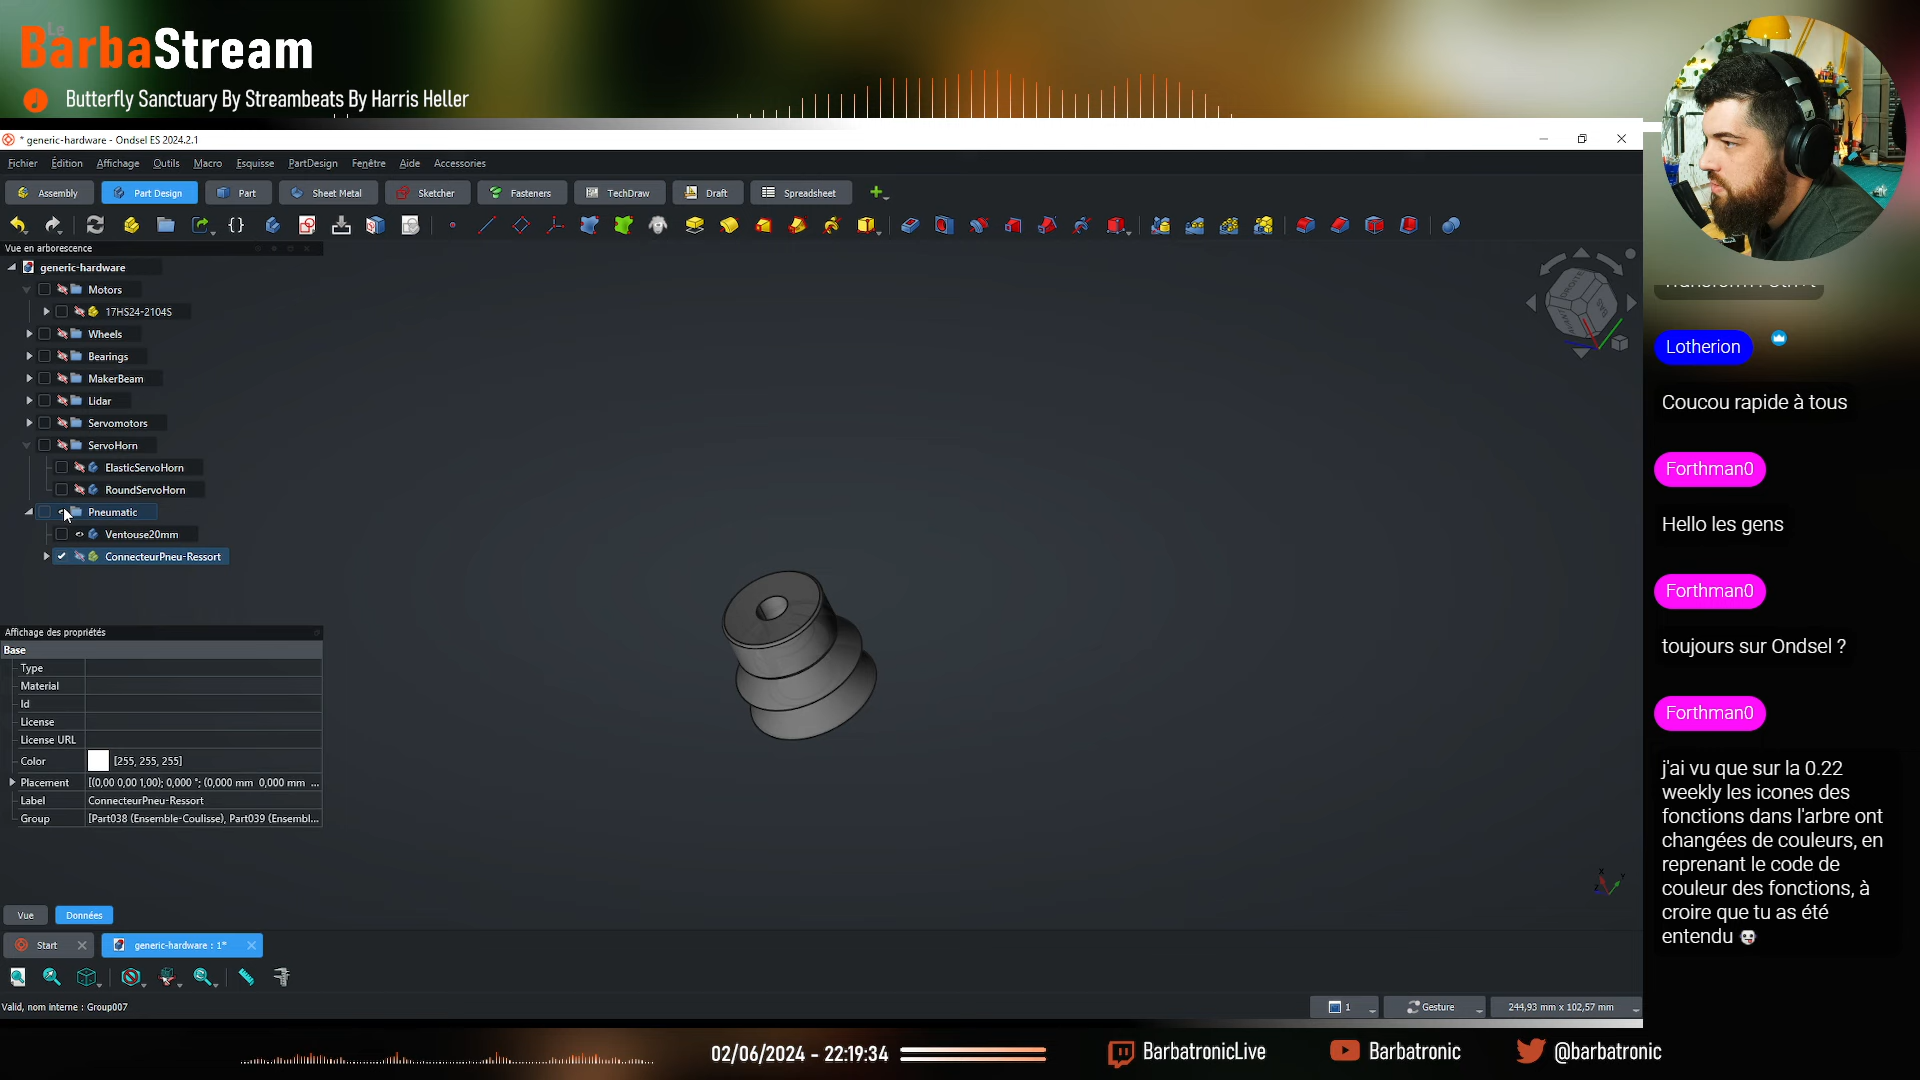 Le
BarbaStream
Butterfly Sanctuary By Streambeats By Harris Heller
* generic-hardware - Ondsel ES 2024.2.1
Fichier Édition Affichage Outils Macro Esquisse PartDesign Fenêtre Aide Accessories
Assembly Part Design Part Sheet Metal Sketcher Fasteners TechDraw Draft Spreadsheet
Vue en arborescence
generic-hardware
Motors
17HS24-2104S
Wheels
Bearings
MakerBeam
Lidar
Servomotors
ServoHorn
ElasticServoHorn
RoundServoHorn
Pneumatic
Ventouse20mm
ConnecteurPneu-Ressort
Affichage des propriétés
Base
Type
Material
Id
License
License URL
Color [255, 255, 255]
Placement [(0,00 0,00 1,00); 0,000 °; (0,000 mm 0,000 mm ...
Label ConnecteurPneu-Ressort
Group [Part038 (Ensemble-Coulisse), Part039 (Ensembl...
Vue Données
Start generic-hardware : 1*
Valid, nom interne : Group007
1 Gesture 244,93 mm x 102,57 mm
DROITE
BAS
X
Y
Z
Lotherion
Coucou rapide à tous
Forthman0
Hello les gens
Forthman0
toujours sur Ondsel ?
Forthman0
j'ai vu que sur la 0.22
weekly les icones des
fonctions dans l'arbre ont
changées de couleurs, en
reprenant le code de
couleur des fonctions, à
croire que tu as été
entendu
02/06/2024 - 22:19:34
BarbatronicLive
Barbatronic
@barbatronic